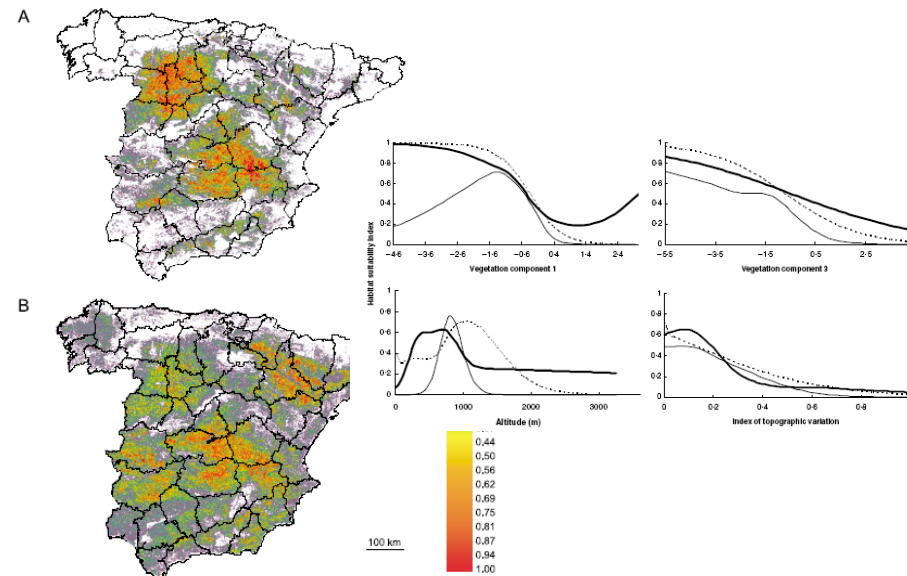 A
B
Habitat suitability index
1
0·8
0·6
0·4
0·2
0
−4·6 −3·6 −2·6 −1·6 −0·6 0·4 1·4 2·4
Vegetation component 1
1
0·8
0·6
0·4
0·2
0
−5·5 −3·5 −1·5 0·5 2·5
Vegetation component 3
1
0·8
0·6
0·4
0·2
0
0 1000 2000 3000
Altitude (m)
1
0·8
0·6
0·4
0·2
0
0 0·2 0·4 0·6 0·8
Index of topographic variation
0,44
0,50
0,56
0,62
0,69
0,75
0,81
0,87
0,94
1.00
100 km